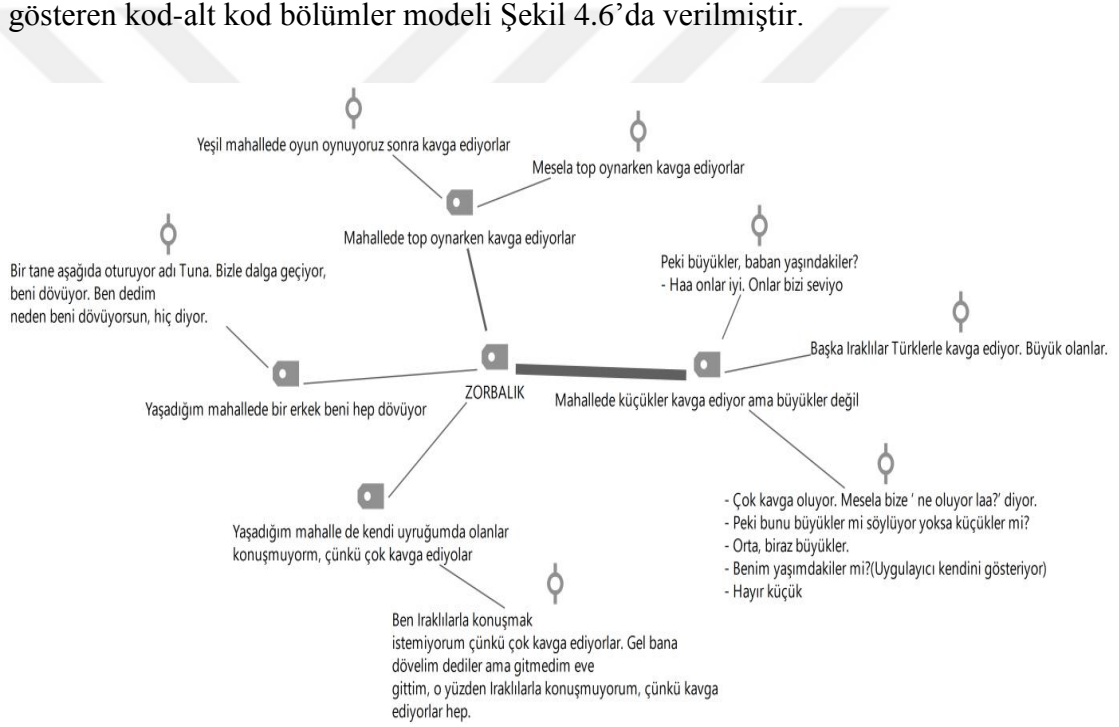 gösteren kod-alt kod bölümler modeli Şekil 4.6’da verilmiştir.
Yeşil mahallede oyun oynuyoruz sonra kavga ediyorlar
Mesela top oynarken kavga ediyorlar
Mahallede top oynarken kavga ediyorlar
Bir tane aşağıda oturuyor adı Tuna. Bizle dalga geçiyor,
beni dövüyor. Ben dedim
neden beni dövüyorsun, hiç diyor.
Peki büyükler, baban yaşındakiler?
- Haa onlar iyi. Onlar bizi seviyo
Başka Iraklılar Türklerle kavga ediyor. Büyük olanlar.
Yaşadığım mahallede bir erkek beni hep dövüyor
ZORBALIK
Mahallede küçükler kavga ediyor ama büyükler değil
- Çok kavga oluyor. Mesela bize ‘ ne oluyor laa?’ diyor.
- Peki bunu büyükler mi söylüyor yoksa küçükler mi?
- Orta, biraz büyükler.
- Benim yaşımdakiler mi?(Uygulayıcı kendini gösteriyor)
- Hayır küçük
Yaşadığım mahalle de kendi uyruğumda olanlar
konuşmuyorm, çünkü çok kavga ediyolar
Ben Iraklılarla konuşmak
istemiyorum çünkü çok kavga ediyorlar. Gel bana
dövelim dediler ama gitmedim eve
gittim, o yüzden Iraklılarla konuşmuyorum, çünkü kavga
ediyorlar hep.